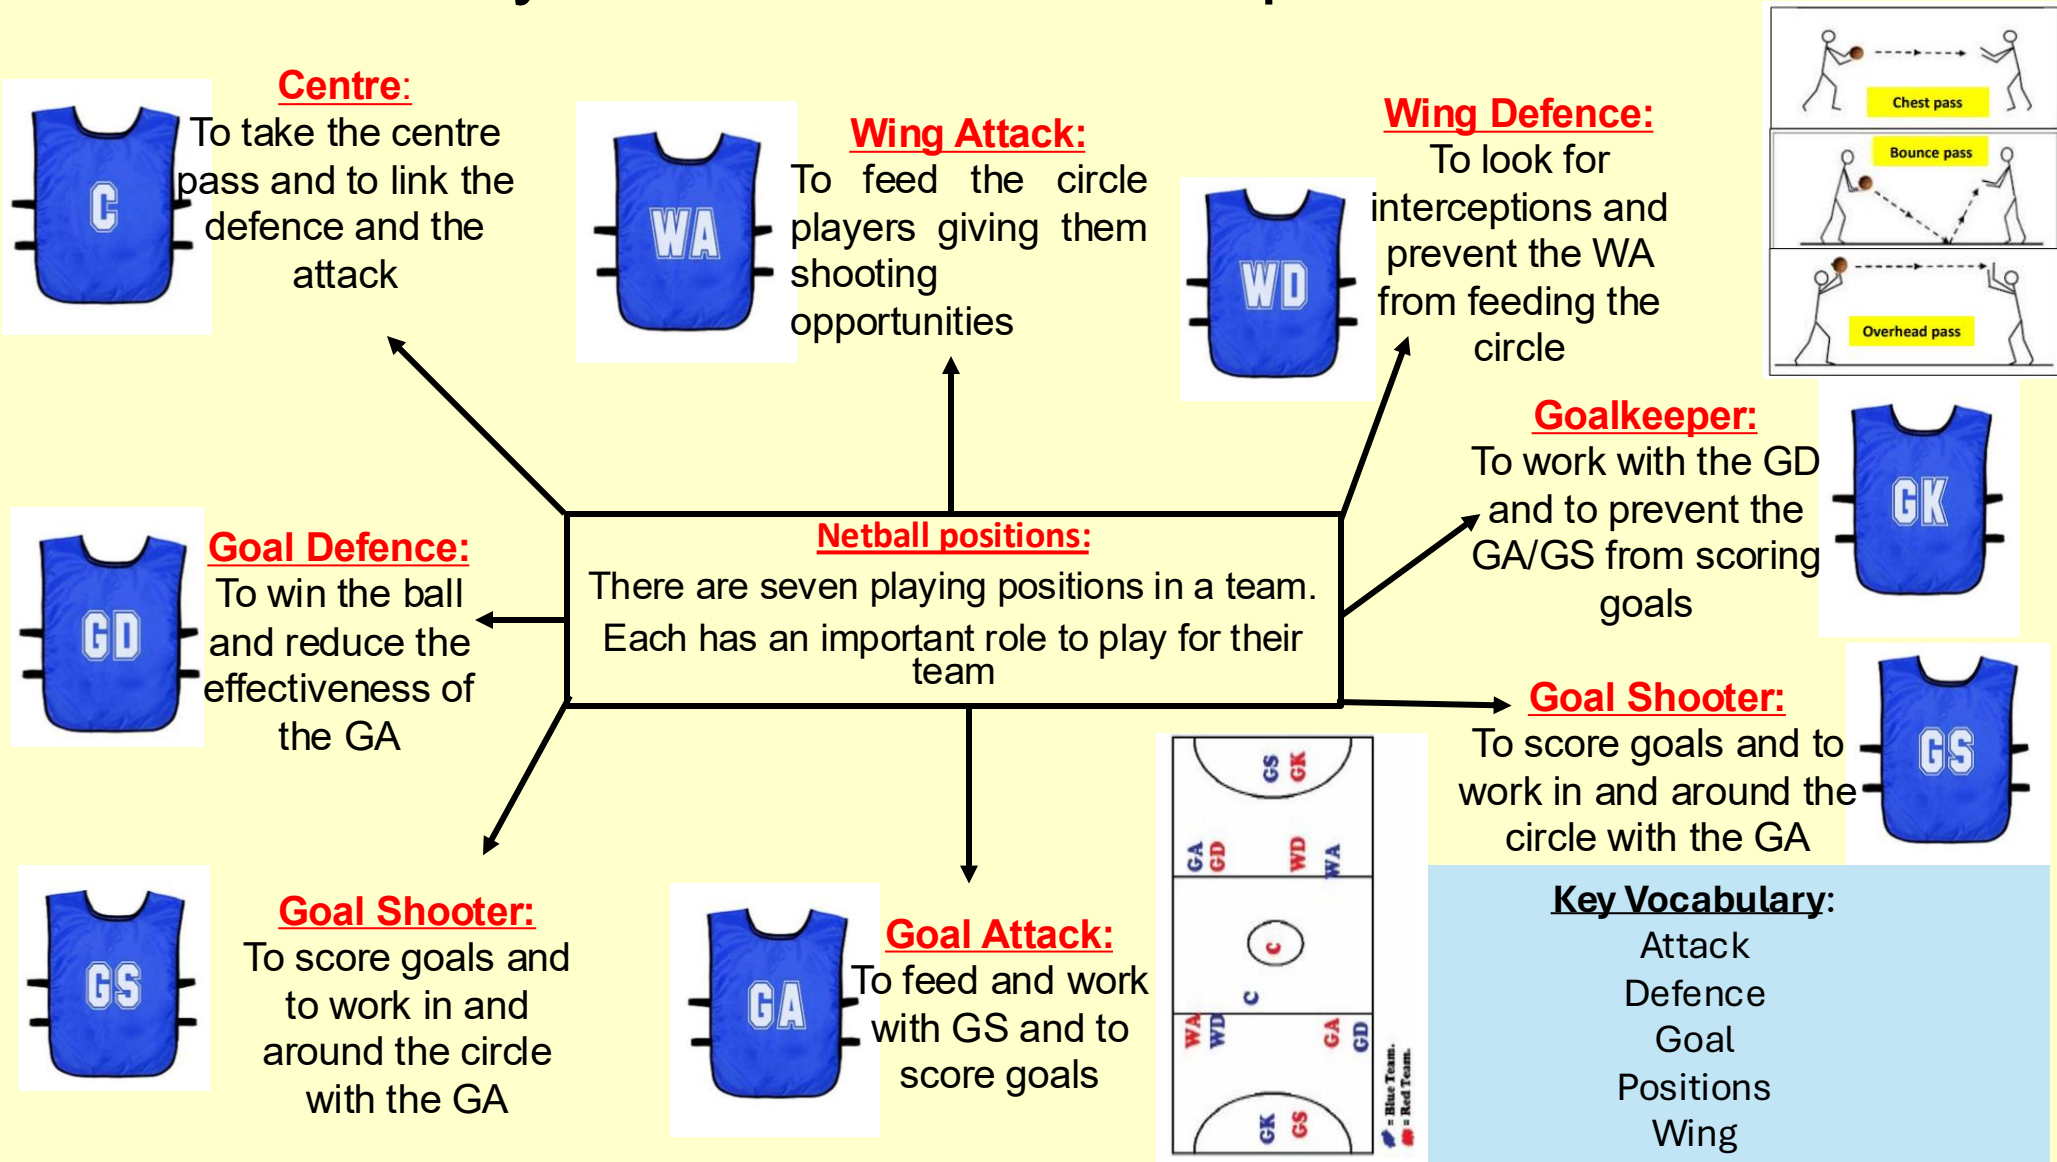 Centre:
To take the centre
pass and to link the
defence and the
attack
C
Wing Attack:
To feed the circle
players giving them
shooting
opportunities
WA
Wing Defence:
To look for
interceptions and
prevent the WA
from feeding the
circle
WD
Chest pass
Bounce pass
Overhead pass
Goalkeeper:
To work with the GD
and to prevent the
GA/GS from scoring
goals
GK
Goal Defence:
To win the ball
and reduce the
effectiveness of
the GA
GD
Netball positions:
There are seven playing positions in a team.
Each has an important role to play for their
team
Goal Shooter:
To score goals and to
work in and around the
circle with the GA
GS
Goal Shooter:
To score goals and
to work in and
around the circle
with the GA
GS
Goal Attack:
To feed and work
with GS and to
score goals
GA
GS
GK
GA
GD
WD
WA
C
C
WA
WD
GA
GD
GK
GS
= Blue Team.
= Red Team.
Key Vocabulary:
Attack
Defence
Goal
Positions
Wing